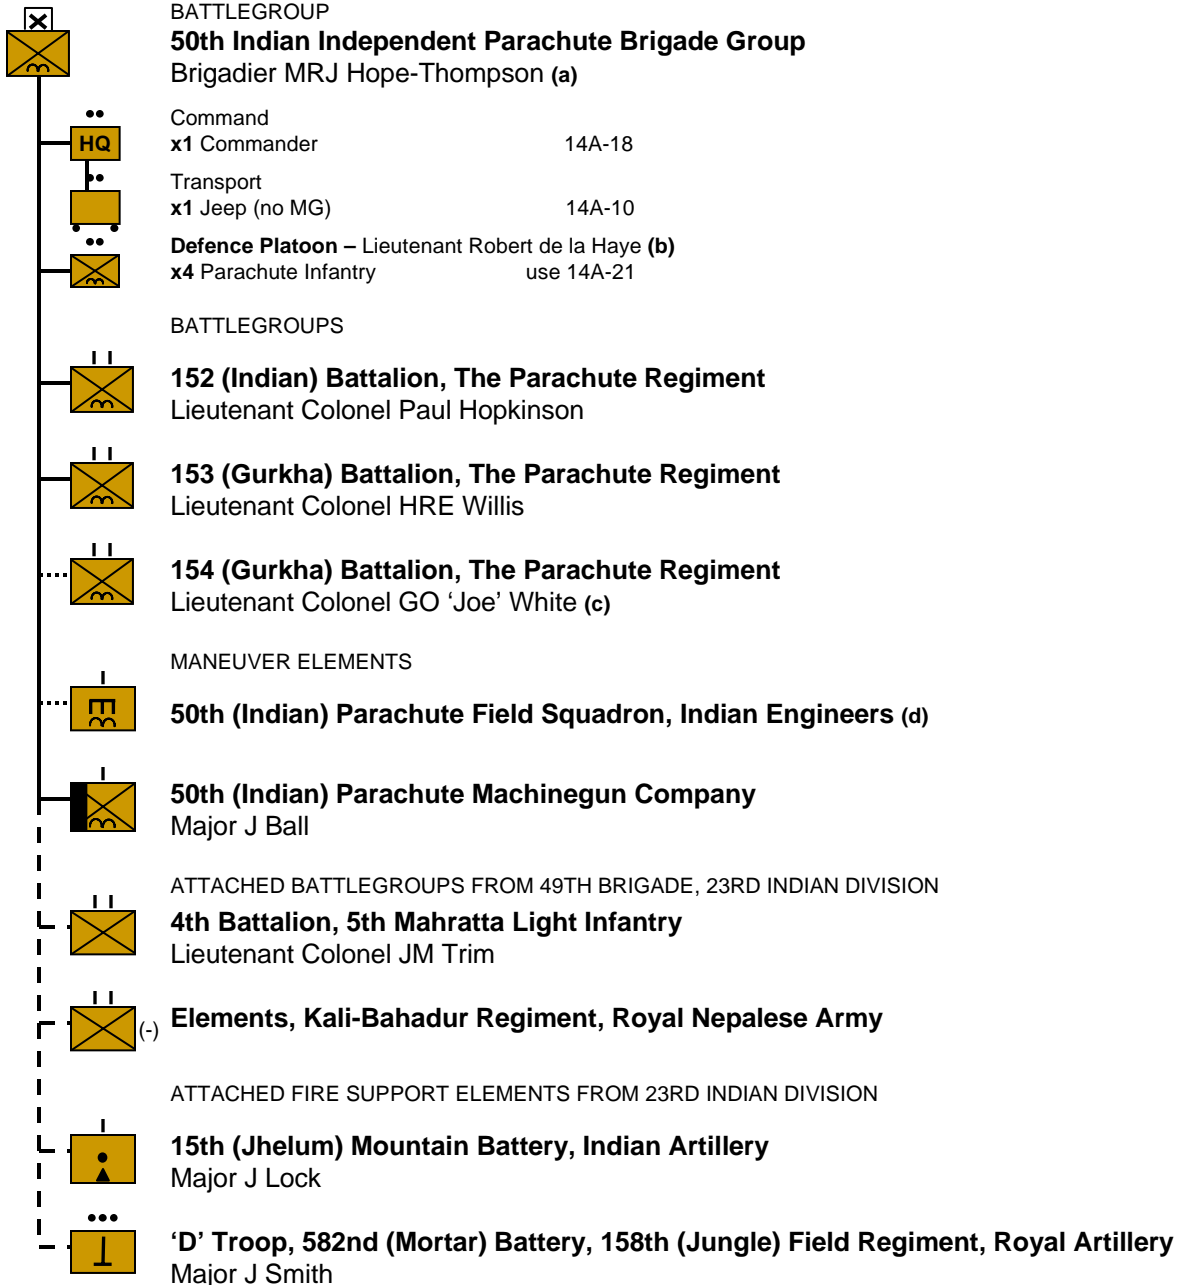 BATTLEGROUP
50th Indian Independent Parachute Brigade Group
Brigadier MRJ Hope-Thompson (a)
Command
HQ x1 Commander 14A-18
Transport
x1 Jeep (no MG) 14A-10
Defence Platoon – Lieutenant Robert de la Haye (b)
x4 Parachute Infantry use 14A-21
BATTLEGROUPS
152 (Indian) Battalion, The Parachute Regiment
Lieutenant Colonel Paul Hopkinson
153 (Gurkha) Battalion, The Parachute Regiment
Lieutenant Colonel HRE Willis
154 (Gurkha) Battalion, The Parachute Regiment
Lieutenant Colonel GO ‘Joe’ White (c)
MANEUVER ELEMENTS
50th (Indian) Parachute Field Squadron, Indian Engineers (d)
50th (Indian) Parachute Machinegun Company
Major J Ball
ATTACHED BATTLEGROUPS FROM 49TH BRIGADE, 23RD INDIAN DIVISION
4th Battalion, 5th Mahratta Light Infantry
Lieutenant Colonel JM Trim
(-) Elements, Kali-Bahadur Regiment, Royal Nepalese Army
ATTACHED FIRE SUPPORT ELEMENTS FROM 23RD INDIAN DIVISION
15th (Jhelum) Mountain Battery, Indian Artillery
Major J Lock
‘D’ Troop, 582nd (Mortar) Battery, 158th (Jungle) Field Regiment, Royal Artillery
Major J Smith